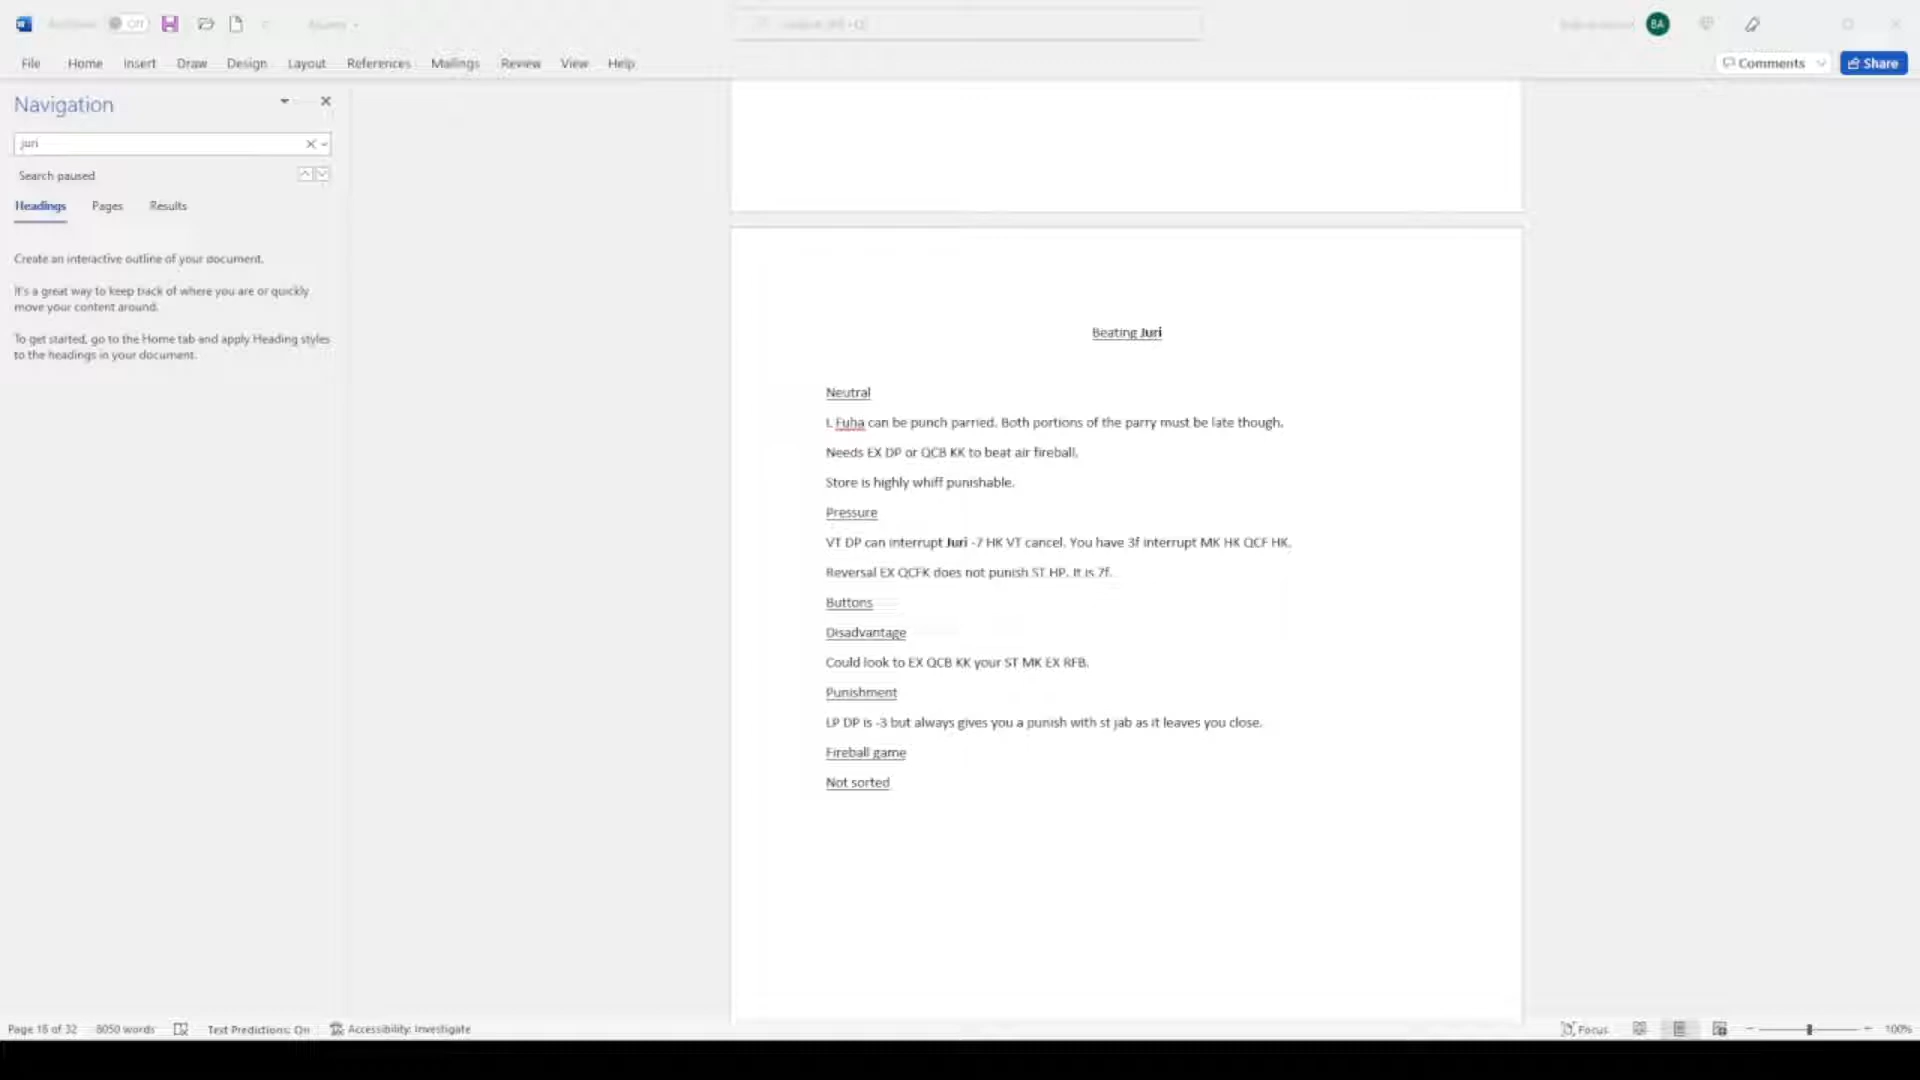 Off
BA
File Home Insert Draw Design Layout References Mailings Review View Help
Comments Share
Navigation
juri
Search paused
Headings Pages Results
Create an interactive outline of your document.
It's a great way to keep track of where you are or quickly
move your content around.
To get started, go to the Home tab and apply Heading styles
to the headings in your document.
Beating Juri
Neutral
L Fuha can be punch parried. Both portions of the parry must be late though.
Needs EX DP or QCB KK to beat air fireball.
Store is highly whiff punishable.
Pressure
VT DP can interrupt Juri -7 HK VT cancel. You have 3f interrupt MK HK QCF HK.
Reversal EX QCFK does not punish ST HP. It is 7f.
Buttons
Disadvantage
Could look to EX QCB KK your ST MK EX RFB.
Punishment
LP DP is -3 but always gives you a punish with st jab as it leaves you close.
Fireball game
Not sorted
Page 16 of 32 8050 words Text Predictions: On Accessibility: Investigate
Focus 100%